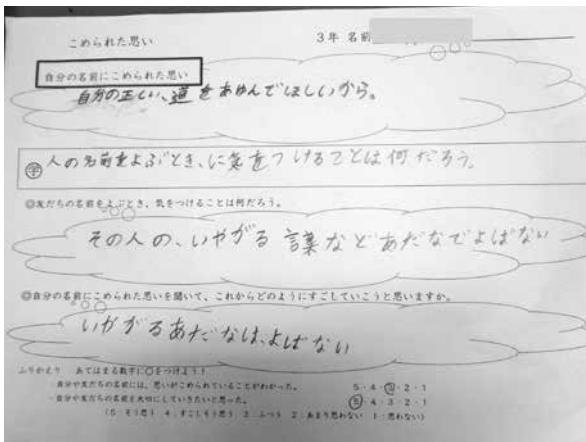 こめられた思い
3年 名前
自分の名前にこめられた思い
自分の正しい、道をあゆんでほしいから。
学 人の名前をよぶとき、に気をつけることは何だろう。
◎友だちの名前をよぶとき、気をつけることは何だろう。
その人の、いやがる言葉などあだなでよばない
◎自分の名前にこめられた思いを聞いて、これからどのようにすごしていこうと思いますか。
いががるあだなは、よばない
ふりかえり あてはまる数字に○をつけよう!
・自分や友だちの名前には、思いがこめられていることがわかった。 5・4・3・2・1
・自分や友だちの名前を大切にしていきたいと思った。 5・4・3・2・1
(5:そう思う 4:すこしそう思う 3:ふつう 2:あまり思わない 1:思わない)